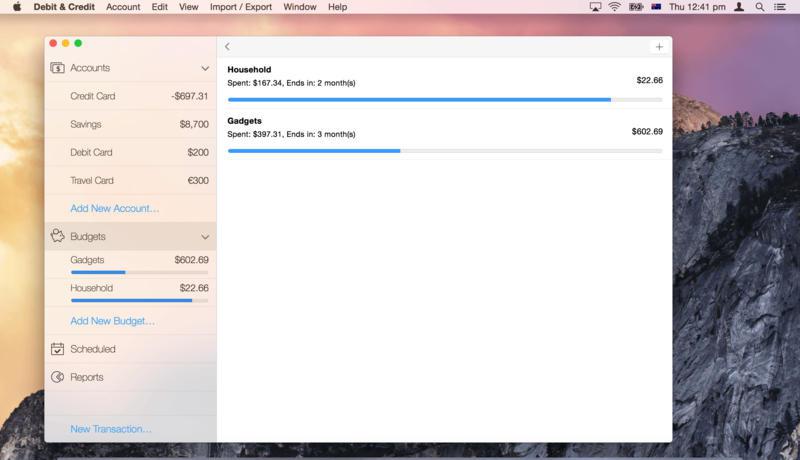 Debit & Credit Account Edit View Import / Export Window Help Thu 12:41 pm
Accounts
Credit Card -$697.31
Savings $8,700
Debit Card $200
Travel Card €300
Add New Account...
Budgets
Gadgets $602.69
Household $22.66
Add New Budget...
Scheduled
Reports
New Transaction...
Household
Spent: $167.34, Ends in: 2 month(s)
$22.66
Gadgets
Spent: $397.31, Ends in: 3 month(s)
$602.69